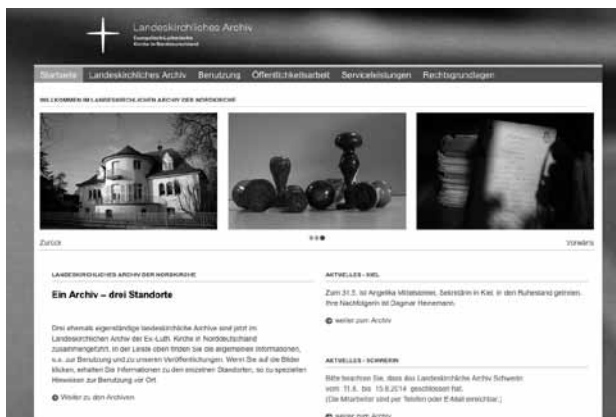 Landeskirchliches Archiv
Evangelisch-Lutherische
Kirche in Norddeutschland
Startseite Landeskirchliches Archiv Benutzung Öffentlichkeitsarbeit Serviceleistungen Rechtsgrundlagen
WILLKOMMEN IM LANDESKIRCHLICHEN ARCHIV DER NORDKIRCHE
Zurück
Vorwärts
LANDESKIRCHLICHES ARCHIV DER NORDKIRCHE
Ein Archiv – drei Standorte
Drei ehemals eigenständige landeskirchliche Archive sind jetzt im
Landeskirchlichen Archiv der Ev.-Luth. Kirche in Norddeutschland
zusammengeführt. In der Leiste oben finden Sie die allgemeinen Informationen,
u.a. zur Benutzung und zu unseren Veröffentlichungen. Wenn Sie auf die Bilder
klicken, erhalten Sie Informationen zu den einzelnen Standorten, so zu speziellen
Hinweisen zur Benutzung vor Ort.
Weiter zu den Archiven
AKTUELLES - KIEL
Zum 31.5. ist Angelika Sekretärin in Kiel, in den Ruhestand getreten.
Ihre Nachfolgerin ist Dagmar Heinemann.
weiter zum Archiv
AKTUELLES - SCHWERIN
Bitte beachten Sie, dass das Landeskirchliche Archiv Schwerin
vom 11.8. bis 15.8.2014 geschlossen hat.
(Die Mitarbeiter sind per Telefon oder E-Mail erreichbar.)
weiter zum Archiv